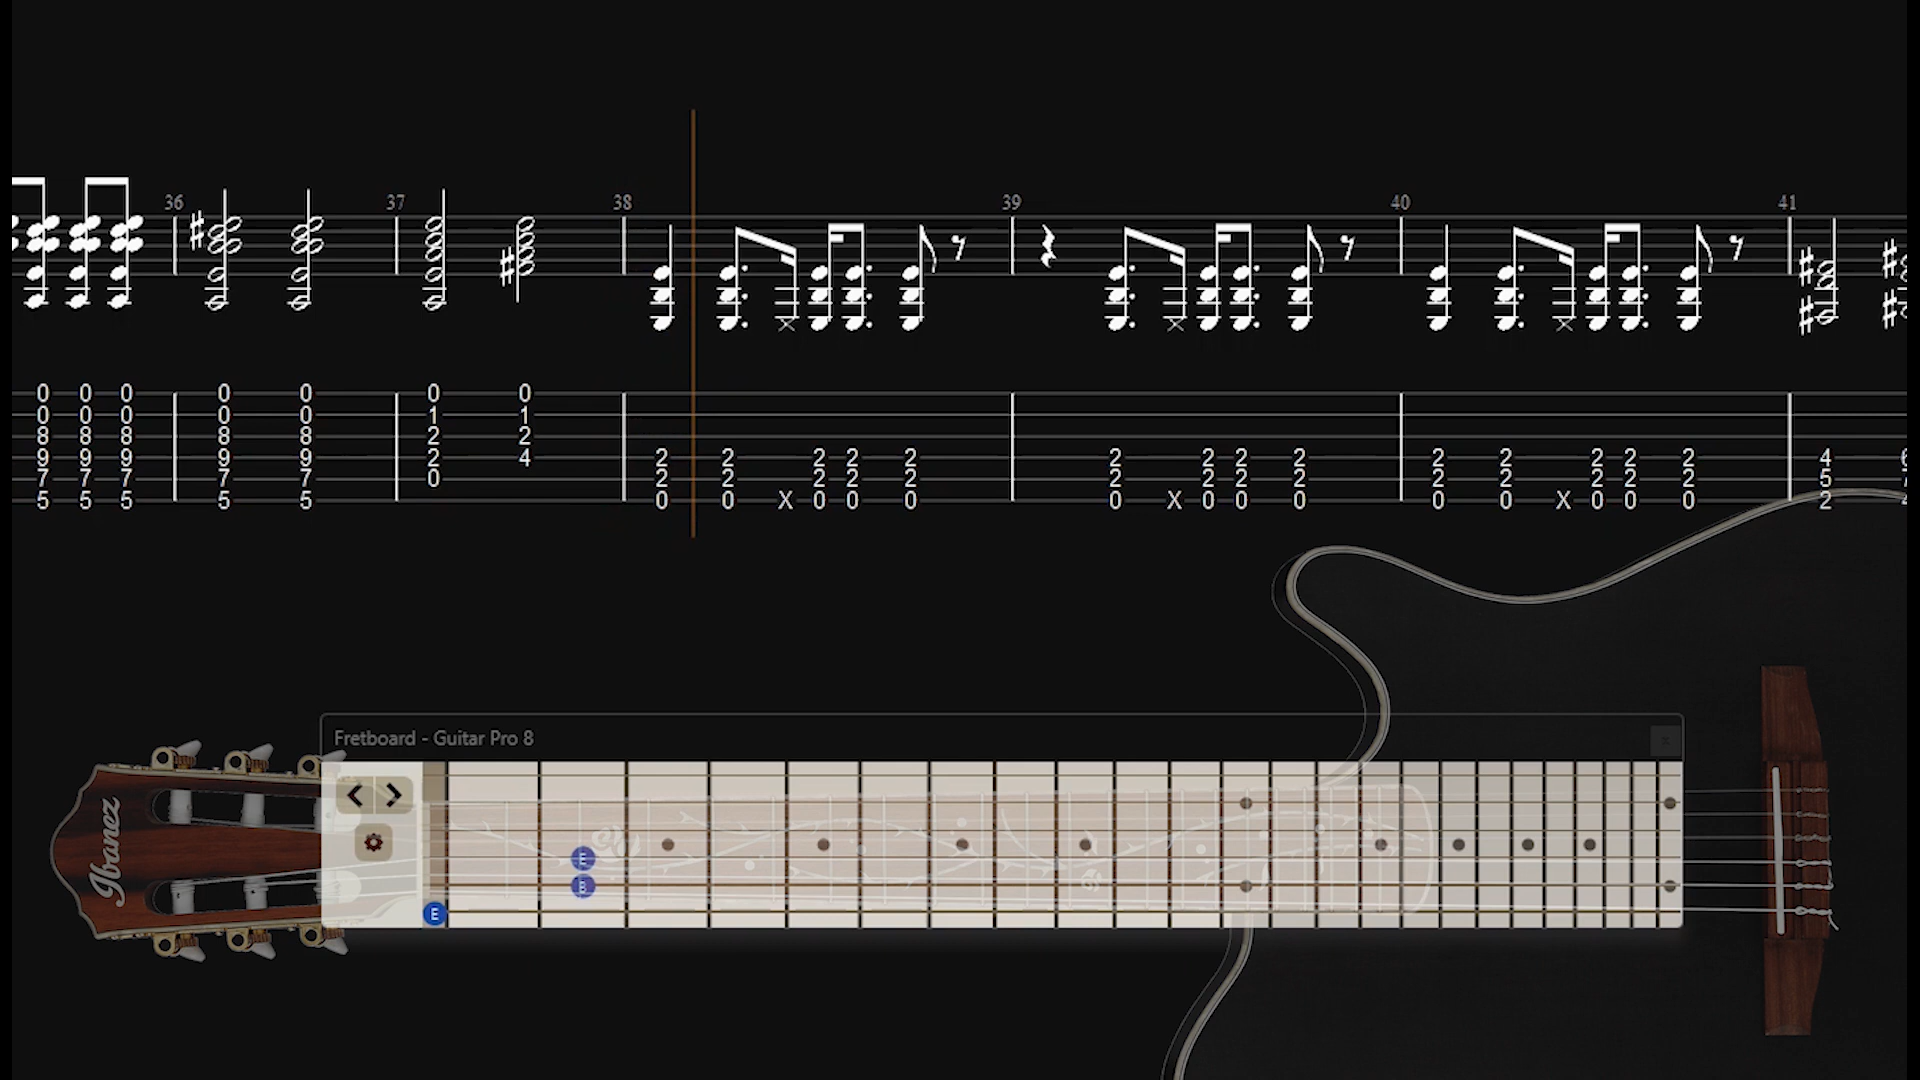 36 37 38 39 40 41
0 0 0 0 0 0 0
0 0 0 0 0 1 1
8 8 8 8 8 2 2
9 9 9 9 9 2 4 2 2 2 2 2 2 2 2 2 2 2 2 2 2 4
7 7 7 7 7 0 2 2 2 2 2 2 2 2 2 2 2 2 2 2 5
5 5 5 5 5 0 0 X 0 0 0 0 X 0 0 0 0 0 X 0 0 0 2
Fretboard - Guitar Pro 8
Ibanez
E
B
E